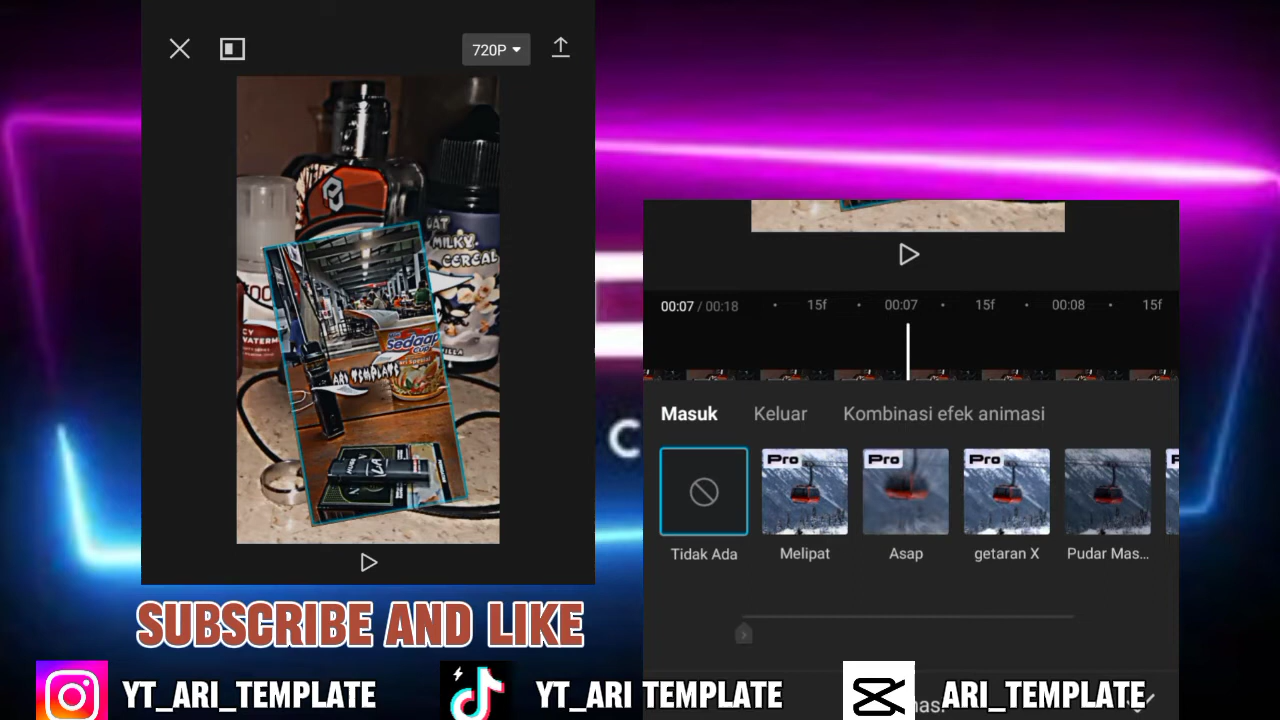 720P
OAT
MILKY
CEREAL
Sedaap
Cup
ARI TEMPLATE
00:07 / 00:18
15f
00:07
15f
00:08
15f
Masuk
Keluar
Kombinasi efek animasi
Pro
Pro
Pro
Tidak Ada
Melipat
Asap
getaran X
Pudar Mas...
SUBSCRIBE AND LIKE
YT_ARI_TEMPLATE
YT_ARI TEMPLATE
ARI_TEMPLATE